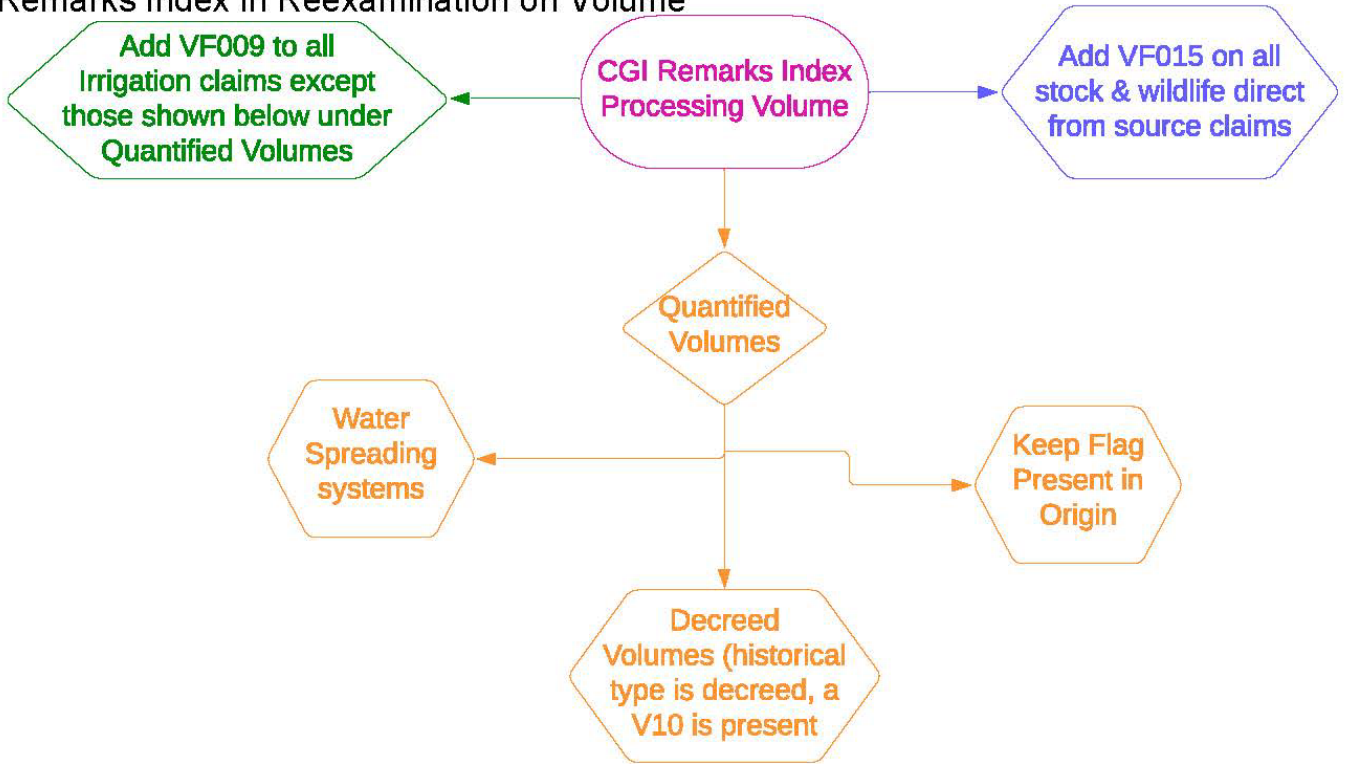 Remarks Index in Reexamination on Volume
Add VF009 to all
Irrigation claims except
those shown below under
Quantified Volumes
CGI Remarks Index
Processing Volume
Add VF015 on all
stock & wildlife direct
from source claims
Quantified
Volumes
Water
Spreading
systems
Keep Flag
Present in
Origin
Decreed
Volumes (historical
type is decreed, a
V10 is present